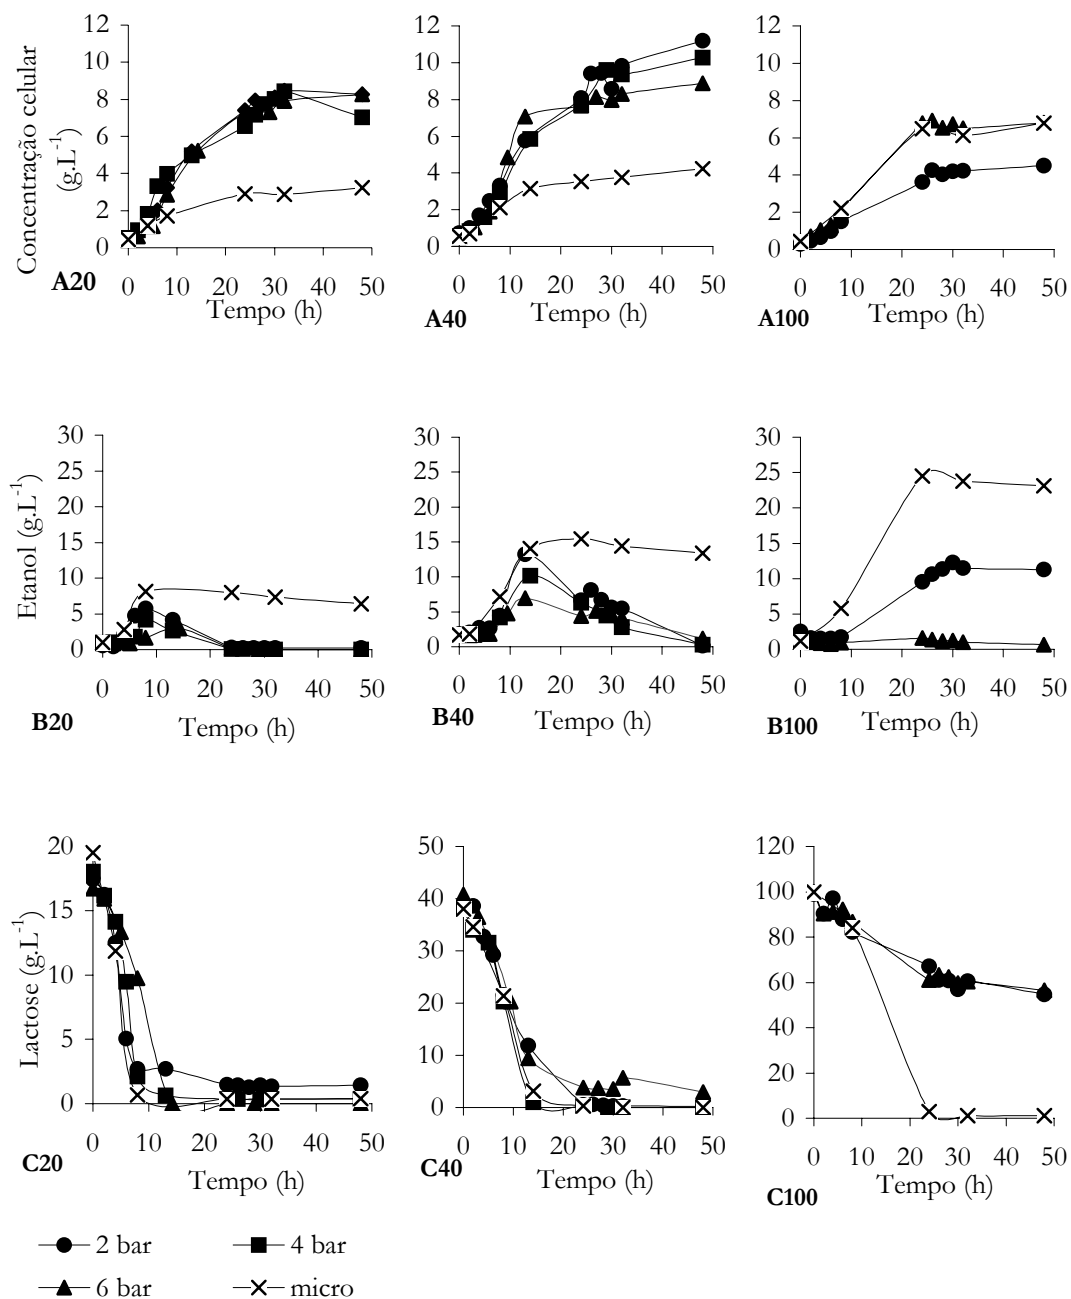 Concentração celular
(g.L-1)
12
10
8
6
4
2
0
0 10 20 30 40 50
Tempo (h)
A20
12
10
8
6
4
2
0
0 10 20 30 40 50
Tempo (h)
A40
12
10
8
6
4
2
0
0 10 20 30 40 50
Tempo (h)
A100
Etanol (g.L-1)
30
25
20
15
10
5
0
0 10 20 30 40 50
Tempo (h)
B20
30
25
20
15
10
5
0
0 10 20 30 40 50
Tempo (h)
B40
30
25
20
15
10
5
0
0 10 20 30 40 50
Tempo (h)
B100
Lactose (g.L-1)
20
15
10
5
0
0 10 20 30 40 50
Tempo (h)
C20
50
40
30
20
10
0
0 10 20 30 40 50
Tempo (h)
C40
120
100
80
60
40
20
0
0 10 20 30 40 50
Tempo (h)
C100
2 bar 4 bar
6 bar micro